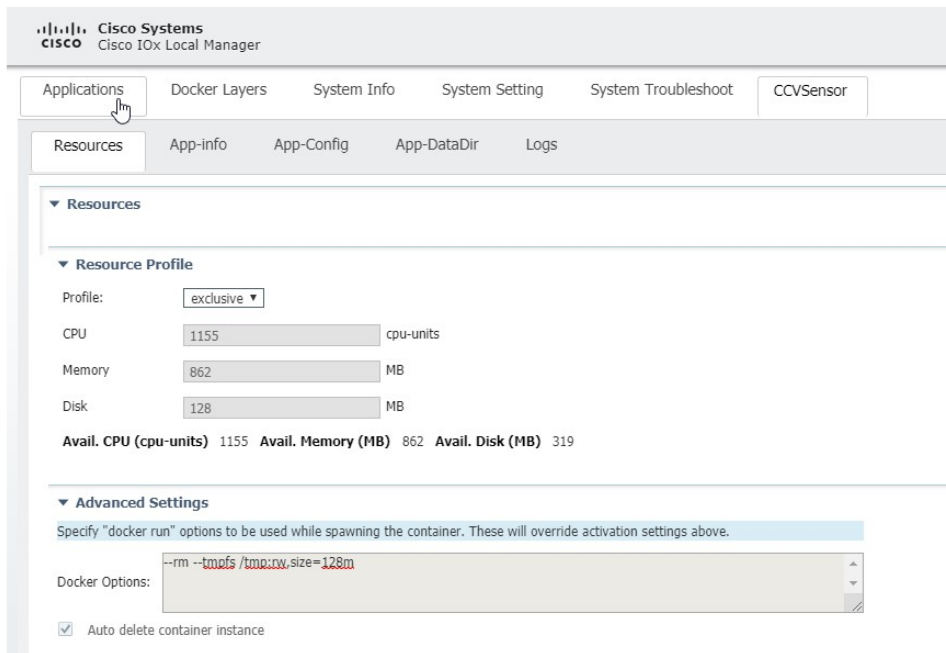 Cisco Systems
CISCO Cisco IOx Local Manager
Applications Docker Layers System Info System Setting System Troubleshoot CCVSensor
Resources App-info App-Config App-DataDir Logs
Resources
Resource Profile
Profile: exclusive
CPU 1155 cpu-units
Memory 862 MB
Disk 128 MB
Avail. CPU (cpu-units) 1155 Avail. Memory (MB) 862 Avail. Disk (MB) 319
Advanced Settings
Specify "docker run" options to be used while spawning the container. These will override activation settings above.
--rm --tmpfs /tmp:rw,size=128m
Docker Options:
Auto delete container instance